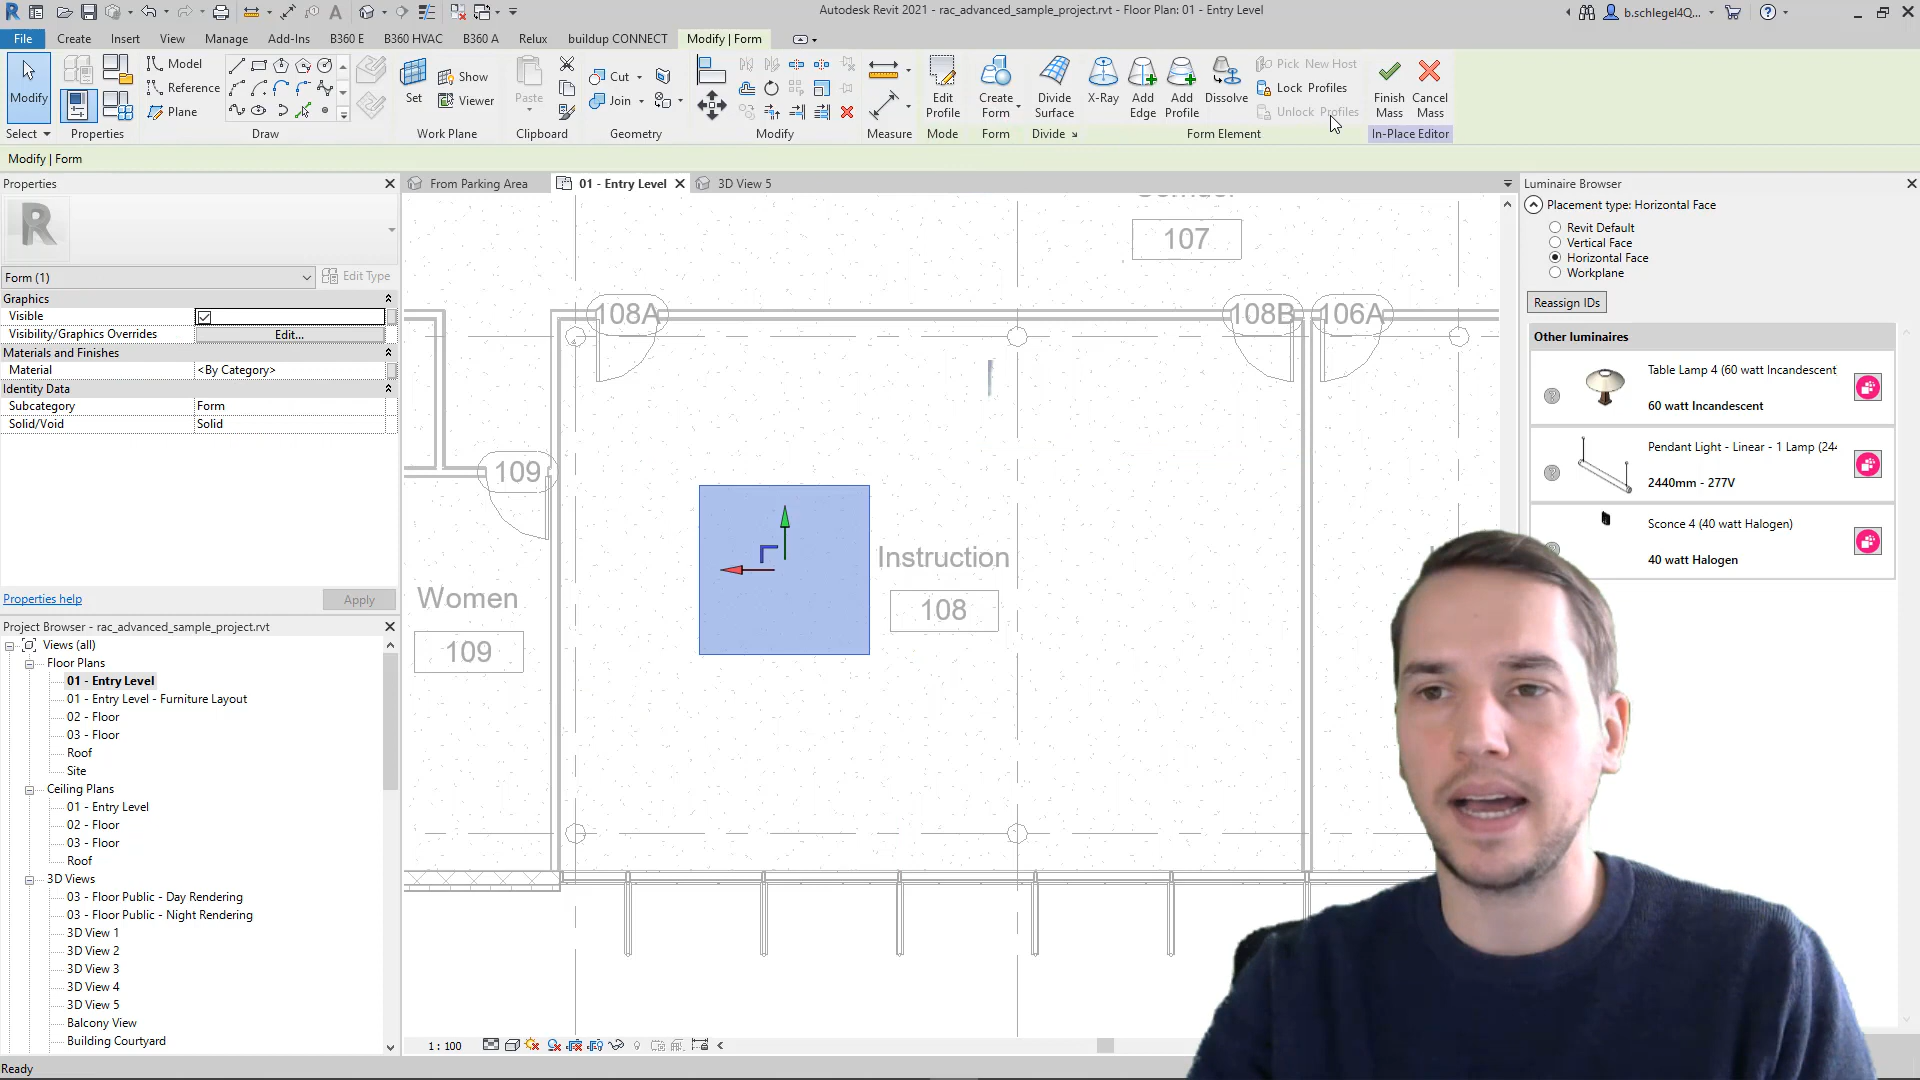 Autodesk Revit 2021 - rac_advanced_sample_project.rvt - Floor Plan: 01 - Entry Level
b.schlegel4Q...
File Create Insert View Manage Add-Ins B360 E B360 HVAC B360 A Relux buildup CONNECT Modify | Form
Modify
Select
Properties
Model
Reference
Plane
Draw
Set
Show
Viewer
Work Plane
Paste
Clipboard
Cut
Join
Geometry
Modify
Measure
Edit Profile
Mode
Create Form
Form
Divide Surface
Divide
X-Ray
Add Edge
Add Profile
Dissolve
Pick New Host
Lock Profiles
Unlock Profiles
Form Element
Finish Mass
Cancel Mass
In-Place Editor
Modify | Form
Properties
Form (1)
Edit Type
Graphics
Visible
Visibility/Graphics Overrides Edit...
Materials and Finishes
Material <By Category>
Identity Data
Subcategory Form
Solid/Void Solid
Properties help
Apply
Project Browser - rac_advanced_sample_project.rvt
Views (all)
Floor Plans
01 - Entry Level
01 - Entry Level - Furniture Layout
02 - Floor
03 - Floor
Roof
Site
Ceiling Plans
01 - Entry Level
02 - Floor
03 - Floor
Roof
3D Views
03 - Floor Public - Day Rendering
03 - Floor Public - Night Rendering
3D View 1
3D View 2
3D View 3
3D View 4
3D View 5
Balcony View
Building Courtyard
Ready
From Parking Area
01 - Entry Level
3D View 5
107
108A
108B
106A
109
Instruction
108
Women
109
1 : 100
Luminaire Browser
Placement type: Horizontal Face
Revit Default
Vertical Face
Horizontal Face
Workplane
Reassign IDs
Other luminaires
Table Lamp 4 (60 watt Incandescent
60 watt Incandescent
Pendant Light - Linear - 1 Lamp (244
2440mm - 277V
Sconce 4 (40 watt Halogen)
40 watt Halogen